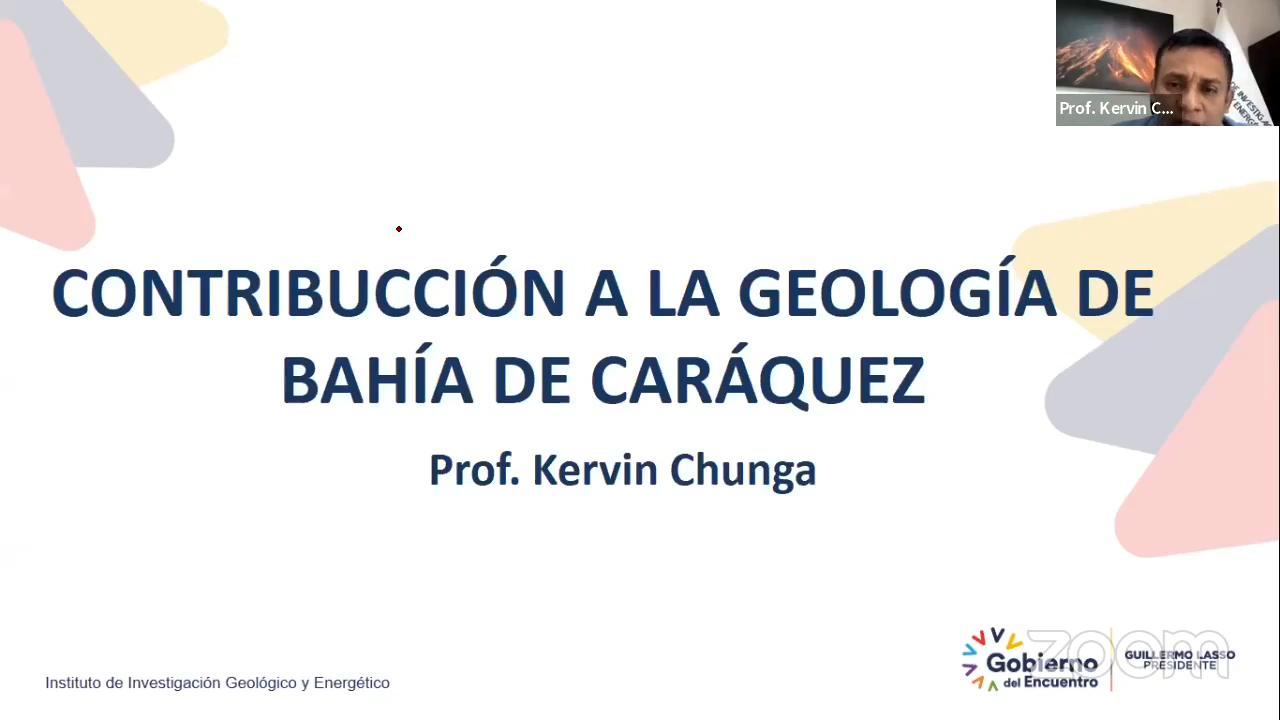 Prof. Kervin C...
CONTRIBUCCIÓN A LA GEOLOGÍA DE
BAHÍA DE CARÁQUEZ
Prof. Kervin Chunga
Instituto de Investigación Geológico y Energético
Gobierno
del Encuentro
GUILLERMO LASSO
PRESIDENTE
zoom